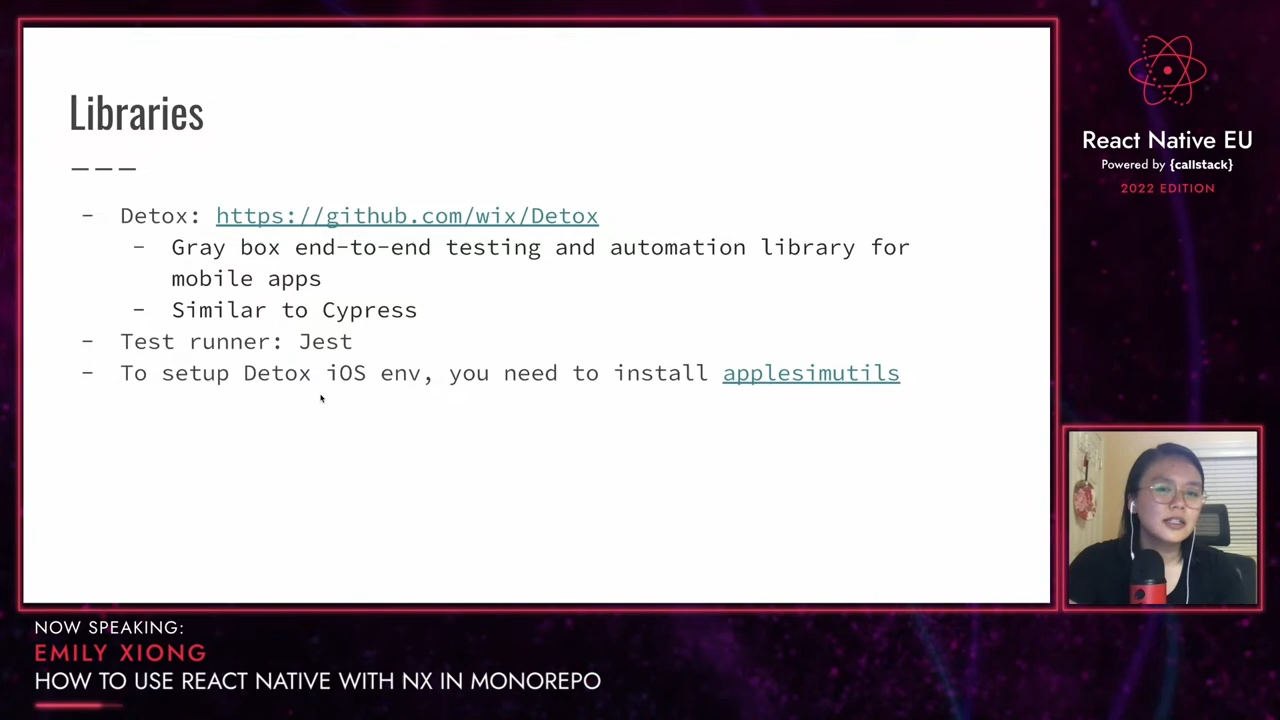 Libraries
- Detox: https://github.com/wix/Detox
- Gray box end-to-end testing and automation library for
mobile apps
- Similar to Cypress
- Test runner: Jest
- To setup Detox iOS env, you need to install applesimutils
React Native EU
Powered by {callstack}
2022 EDITION
NOW SPEAKING:
EMILY XIONG
HOW TO USE REACT NATIVE WITH NX IN MONOREPO